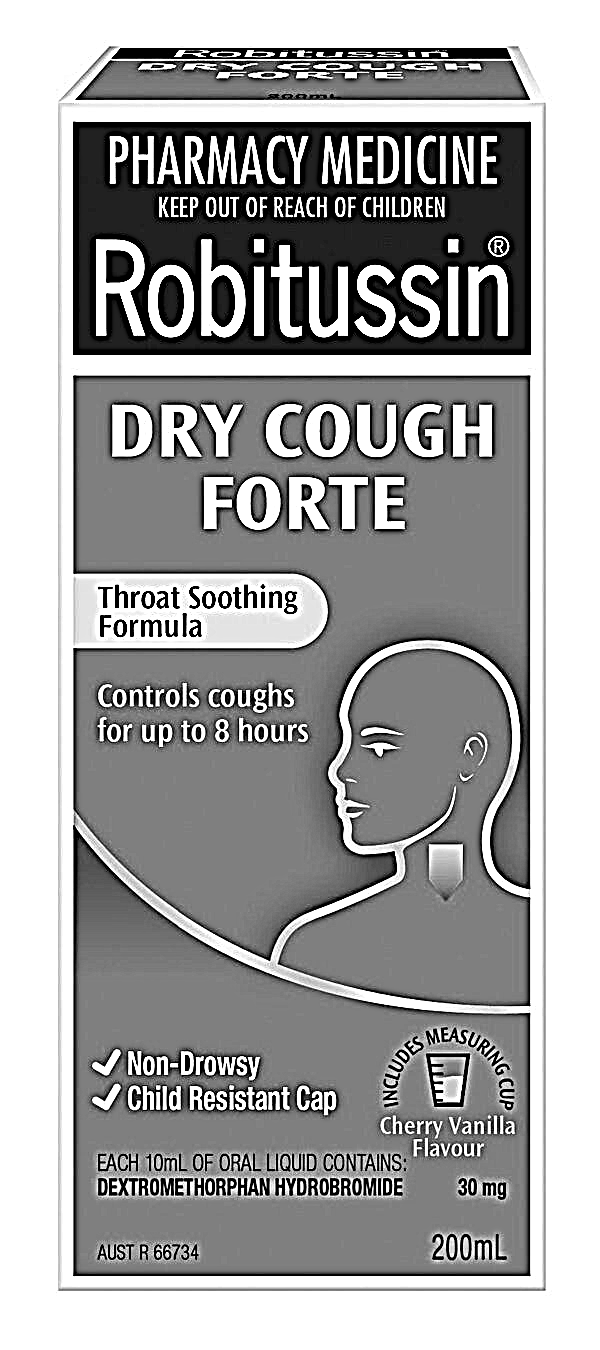 Robitussin
DRY COUGH
FORTE
200mL
PHARMACY MEDICINE
KEEP OUT OF REACH OF CHILDREN
Robitussin®
DRY COUGH
FORTE
Throat Soothing
Formula
Controls coughs
for up to 8 hours
Non-Drowsy
Child Resistant Cap
INCLUDES MEASURING CUP
Cherry Vanilla
Flavour
EACH 10mL OF ORAL LIQUID CONTAINS:
DEXTROMETHORPHAN HYDROBROMIDE 30 mg
AUST R 66734 200mL